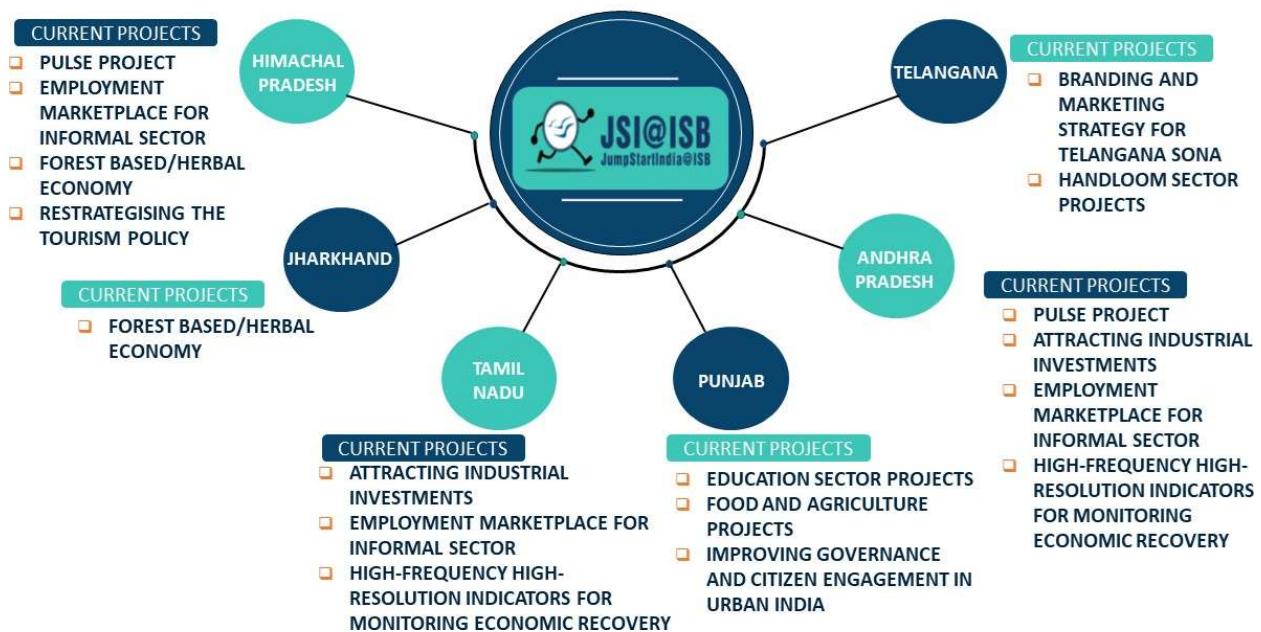 CURRENT PROJECTS
PULSE PROJECT
EMPLOYMENT
MARKETPLACE FOR
INFORMAL SECTOR
FOREST BASED/HERBAL
ECONOMY
RESTRATEGISING THE
TOURISM POLICY
HIMACHAL
PRADESH
JSI@ISB
JumpStartIndia@ISB
TELANGANA
CURRENT PROJECTS
BRANDING AND
MARKETING
STRATEGY FOR
TELANGANA SONA
HANDLOOM SECTOR
PROJECTS
JHARKHAND
CURRENT PROJECTS
FOREST BASED/HERBAL
ECONOMY
ANDHRA
PRADESH
CURRENT PROJECTS
PULSE PROJECT
ATTRACTING INDUSTRIAL
INVESTMENTS
EMPLOYMENT
MARKETPLACE FOR
INFORMAL SECTOR
HIGH-FREQUENCY HIGH-
RESOLUTION INDICATORS
FOR MONITORING
ECONOMIC RECOVERY
TAMIL
NADU
CURRENT PROJECTS
ATTRACTING INDUSTRIAL
INVESTMENTS
EMPLOYMENT MARKETPLACE FOR
INFORMAL SECTOR
HIGH-FREQUENCY HIGH-
RESOLUTION INDICATORS FOR
MONITORING ECONOMIC RECOVERY
PUNJAB
CURRENT PROJECTS
EDUCATION SECTOR PROJECTS
FOOD AND AGRICULTURE
PROJECTS
IMPROVING GOVERNANCE
AND CITIZEN ENGAGEMENT IN
URBAN INDIA